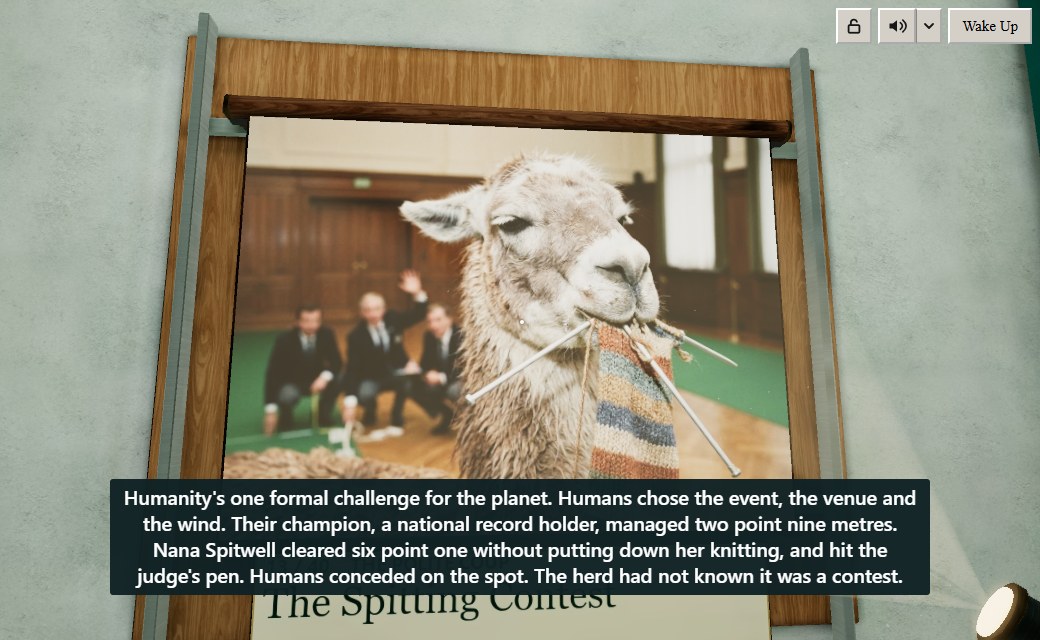 Wake Up
Humanity's one formal challenge for the planet. Humans chose the event, the venue and
the wind. Their champion, a national record holder, managed two point nine metres.
Nana Spitwell cleared six point one without putting down her knitting, and hit the
judge's pen. Humans conceded on the spot. The herd had not known it was a contest.
The Spitting Contest